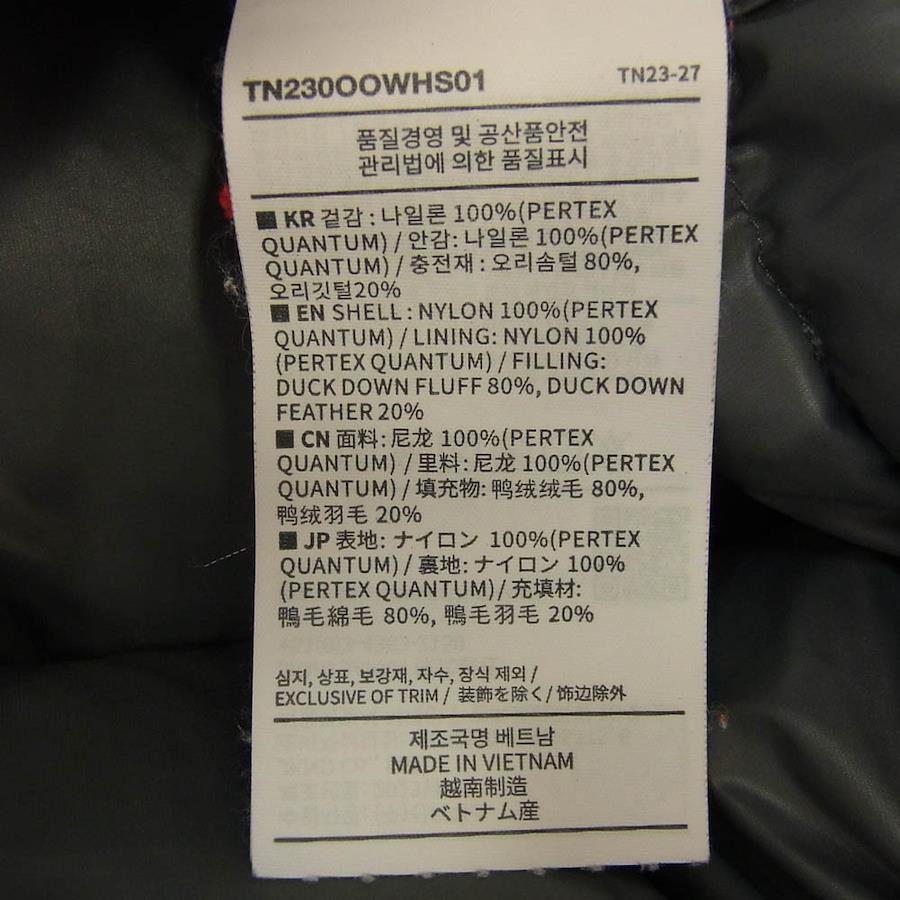 TN230OOWHS01
TN23-27
품질경영 및 공산품안전
관리법에 의한 품질표시
■ KR 겉감 : 나일론 100%(PERTEX
QUANTUM) / 안감 : 나일론 100%(PERTEX
QUANTUM) / 충전재 : 오리솜털 80%,
오리깃털20%
■ EN SHELL : NYLON 100%(PERTEX
QUANTUM) / LINING: NYLON 100%
(PERTEX QUANTUM) / FILLING:
DUCK DOWN FLUFF 80%, DUCK DOWN
FEATHER 20%
■ CN 面料: 尼龙 100%(PERTEX
QUANTUM) / 里料: 尼龙 100%(PERTEX
QUANTUM) / 填充物: 鸭绒绒毛 80%,
鸭绒羽毛 20%
■ JP 表地: ナイロン 100%(PERTEX
QUANTUM) / 裏地: ナイロン 100%
(PERTEX QUANTUM) / 充填材:
鴨毛綿毛 80%, 鴨毛羽毛 20%
심지, 상표, 보강재, 자수, 장식 제외 /
EXCLUSIVE OF TRIM / 装飾を除く / 饰边除外
제조국명 베트남
MADE IN VIETNAM
越南制造
ベトナム産